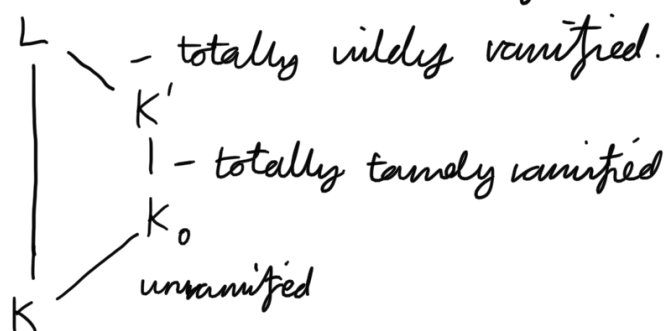 L
- totally wildly ramified.
K'
- totally tamely ramified
K₀
unramified
K